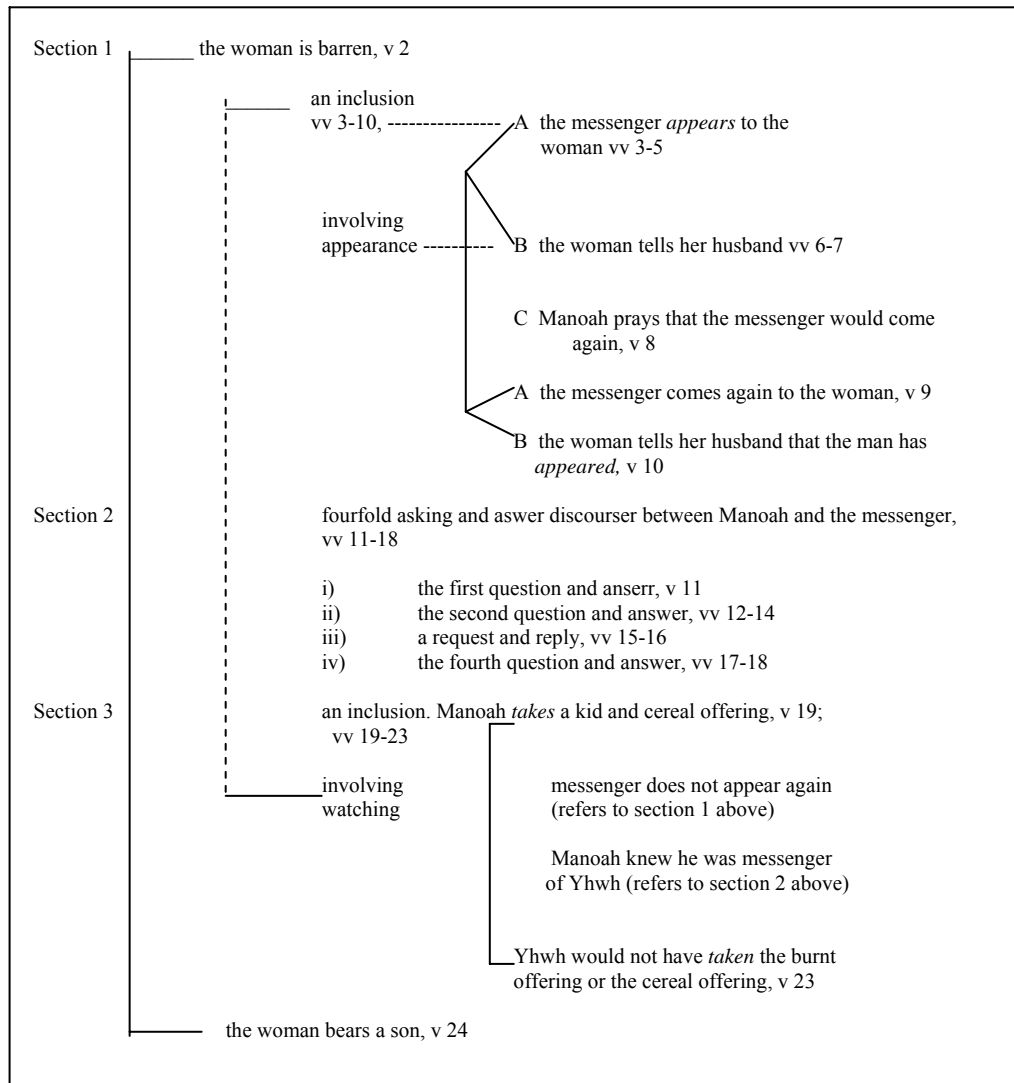 Section 1 the woman is barren, v 2
an inclusion
vv 3-10, A the messenger appears to the
woman vv 3-5
involving
appearance B the woman tells her husband vv 6-7
C Manoah prays that the messenger would come
again, v 8
A the messenger comes again to the woman, v 9
B the woman tells her husband that the man has
appeared, v 10
Section 2 fourfold asking and aswer discourser between Manoah and the messenger,
vv 11-18
i) the first question and anserr, v 11
ii) the second question and answer, vv 12-14
iii) a request and reply, vv 15-16
iv) the fourth question and answer, vv 17-18
Section 3 an inclusion. Manoah takes a kid and cereal offering, v 19;
vv 19-23
involving messenger does not appear again
watching (refers to section 1 above)
Manoah knew he was messenger
of Yhwh (refers to section 2 above)
Yhwh would not have taken the burnt
offering or the cereal offering, v 23
the woman bears a son, v 24